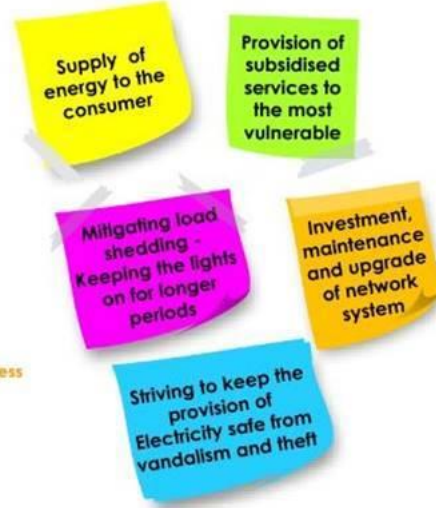 Supply of
energy to the
consumer
Provision of
subsidised
services to
the most
vulnerable
Mitigating load
shedding -
Keeping the lights
on for longer
periods
Investment,
maintenance
and upgrade
of network
system
ess
Striving to keep the
provision of
Electricity safe from
vandalism and theft